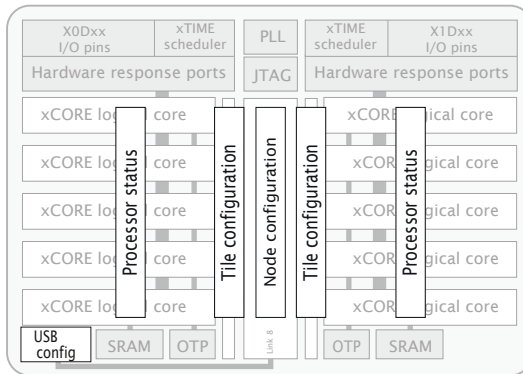 X0Dxx
I/O pins
xTIME
scheduler
PLL
xTIME
scheduler
X1Dxx
I/O pins
Hardware response ports
JTAG
Hardware response ports
xCORE lo l core
xCORE gical core
xCORE lo l core
xCOR gical core
xCORE lo l core
xCOR gical core
xCORE lo l core
xCOR gical core
xCORE log l core
xCOR gical core
Processor status
Tile configuration
Node configuration
Tile configuration
Processor status
USB
config
SRAM
OTP
Link 8
OTP
SRAM